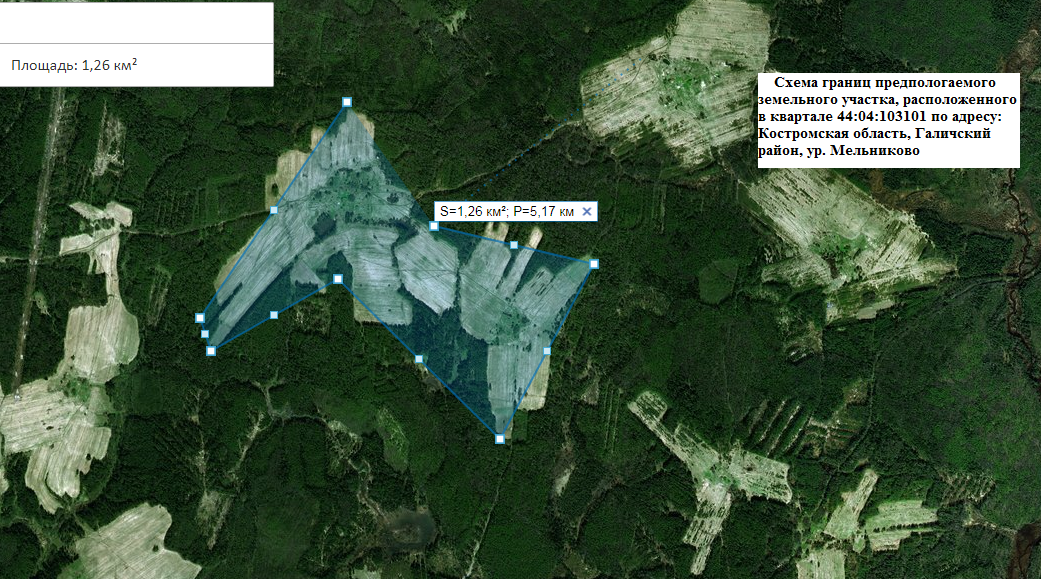 Площадь: 1,26 км²
Схема границ предпологаемого
земельного участка, расположенного
в квартале 44:04:103101 по адресу:
Костромская область, Галичский
район, ур. Мельниково
S=1,26 км²; P=5,17 км ✕